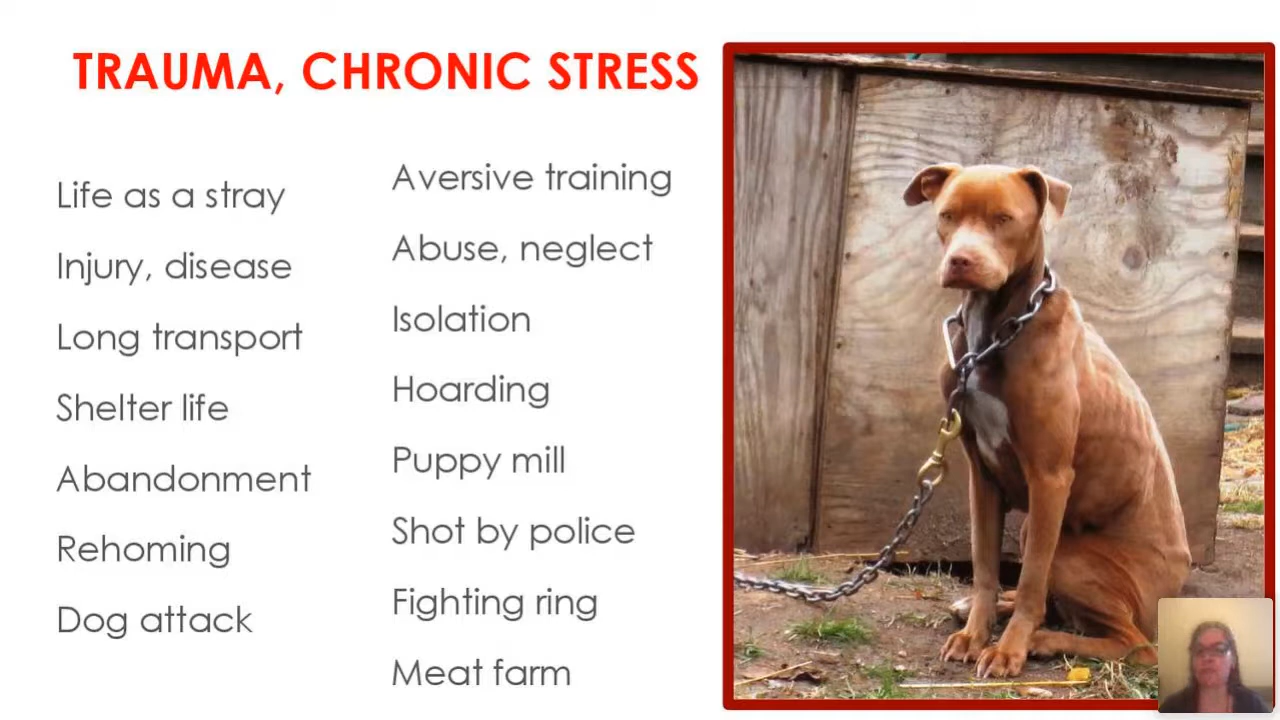 TRAUMA, CHRONIC STRESS
Life as a stray
Injury, disease
Long transport
Shelter life
Abandonment
Rehoming
Dog attack
Aversive training
Abuse, neglect
Isolation
Hoarding
Puppy mill
Shot by police
Fighting ring
Meat farm